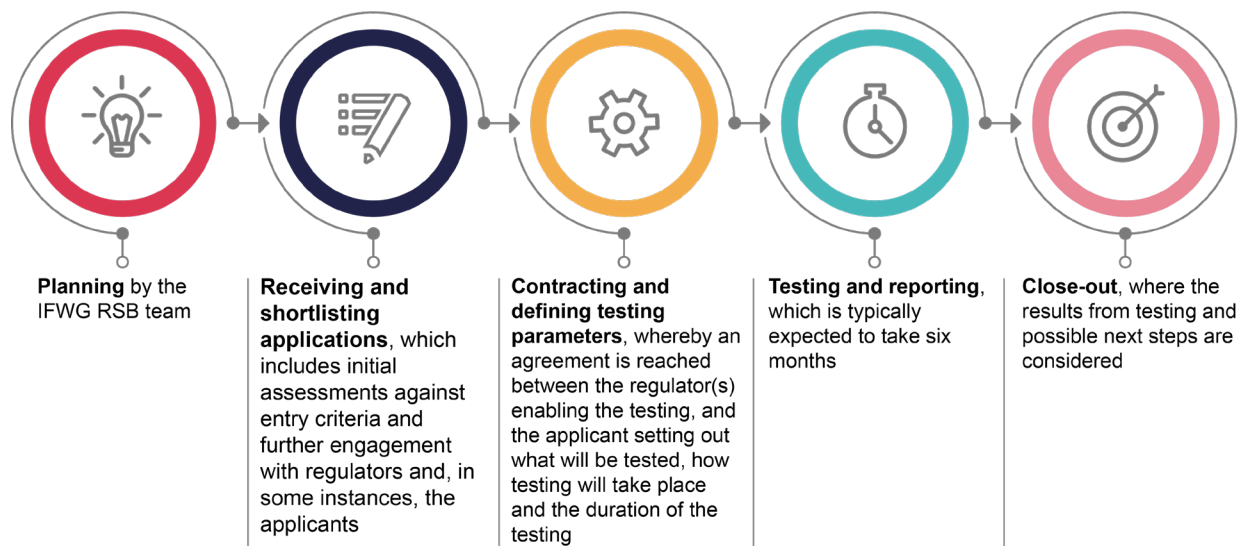 Planning by the
IFWG RSB team
Receiving and
shortlisting
applications, which
includes initial
assessments against
entry criteria and
further engagement
with regulators and, in
some instances, the
applicants
Contracting and
defining testing
parameters, whereby an
agreement is reached
between the regulator(s)
enabling the testing, and
the applicant setting out
what will be tested, how
testing will take place
and the duration of the
testing
Testing and reporting,
which is typically
expected to take six
months
Close-out, where the
results from testing and
possible next steps are
considered